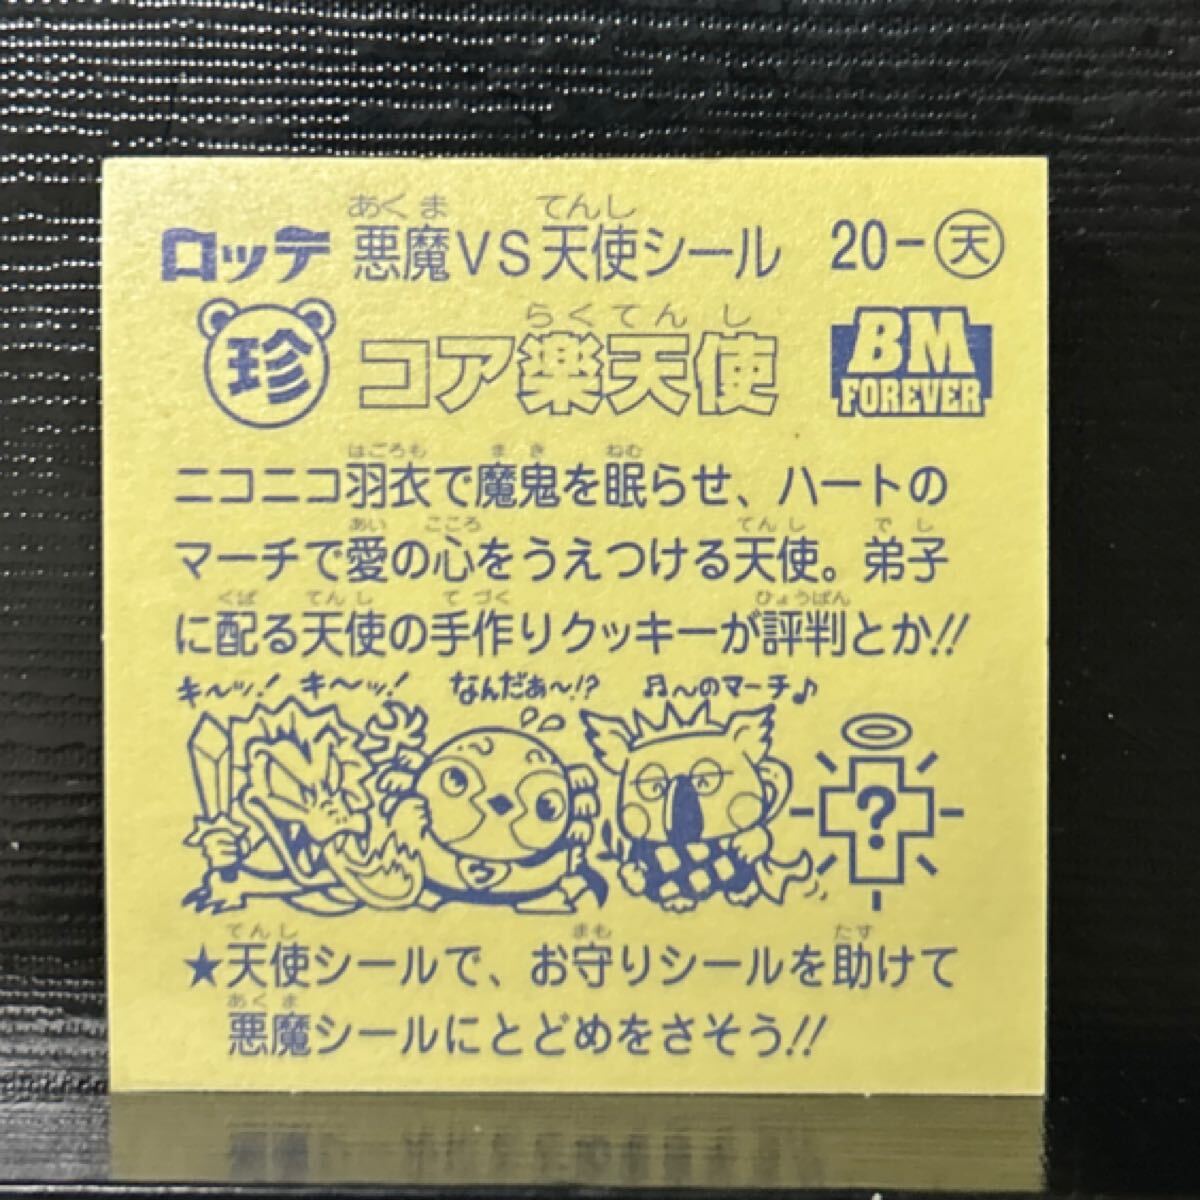 ロッテ 悪魔VS天使シール 20-天
あくま てんし
珍 コア楽天使 BM FOREVER
らくてんし
はごろも まき ねむ
ニコニコ羽衣で魔鬼を眠らせ、ハートの
あい こころ てんし でし
マーチで愛の心をうえつける天使。弟子
くば てんし てづく ひょうばん
に配る天使の手作りクッキーが評判とか!!
キ〜ッ! キ〜ッ! なんだぁ〜!? ♬〜のマーチ♪
ウ ?
てんし まも たす
★天使シールで、お守りシールを助けて
あくま
悪魔シールにとどめをさそう!!